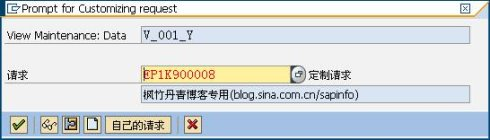 Prompt for Customizing request
View Maintenance: Data V_001_Y
请求 EP1K900008 定制请求
枫竹丹青博客专用(blog.sina.com.cn/sapinfo)
自己的请求